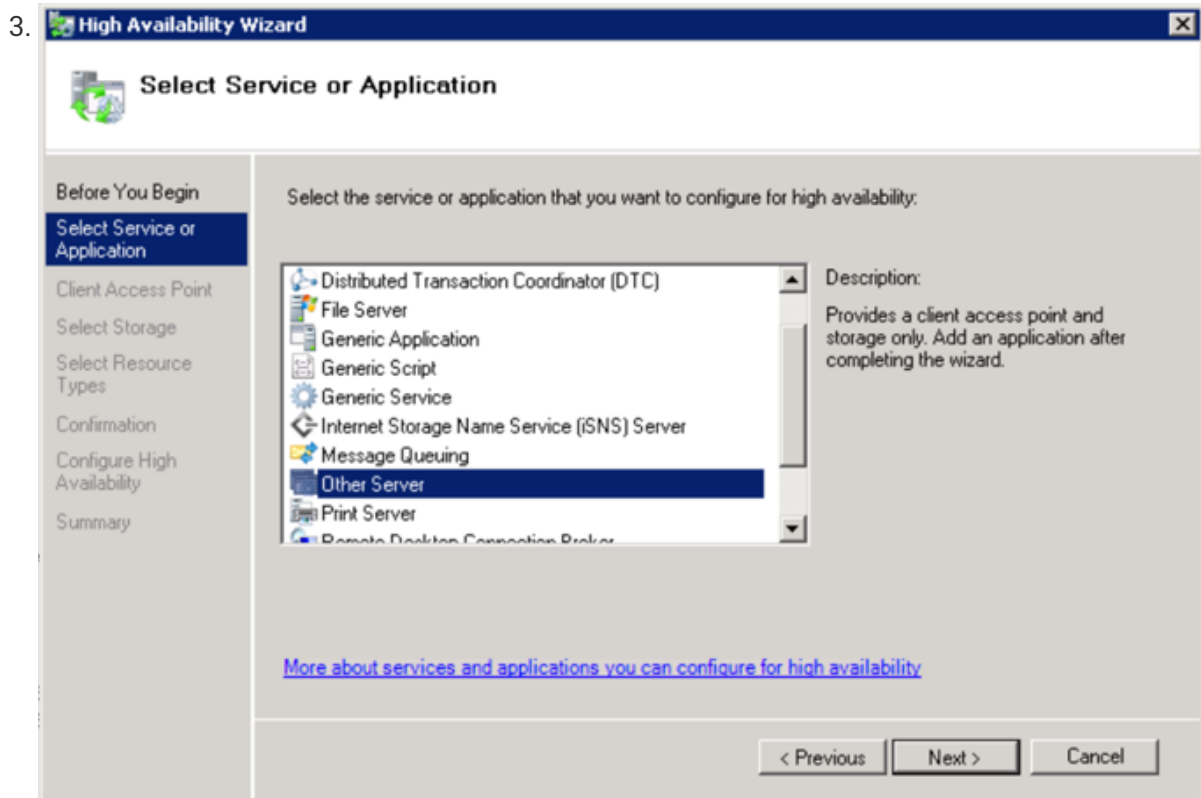 3.
High Availability Wizard
Select Service or Application
Before You Begin
Select Service or
Application
Client Access Point
Select Storage
Select Resource
Types
Confirmation
Configure High
Availability
Summary
Select the service or application that you want to configure for high availability:
Distributed Transaction Coordinator (DTC)
File Server
Generic Application
Generic Script
Generic Service
Internet Storage Name Service (iSNS) Server
Message Queuing
Other Server
Print Server
Remote Desktop Connection Broker
Description:
Provides a client access point and
storage only. Add an application after
completing the wizard.
More about services and applications you can configure for high availability
< Previous
Next >
Cancel